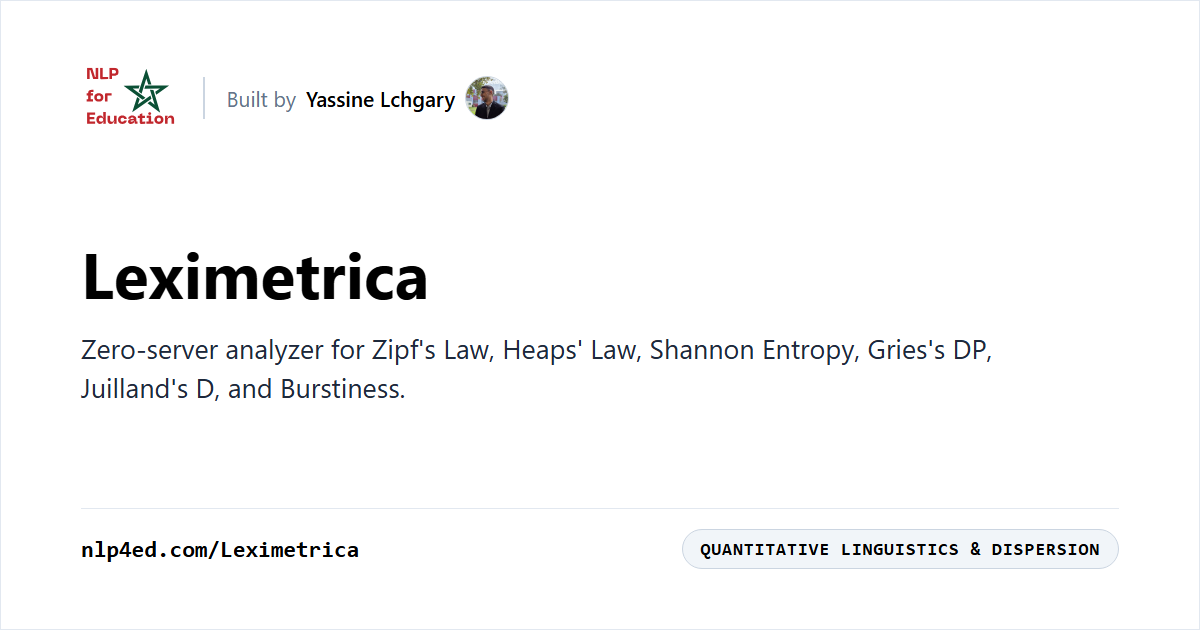 NLP
for
Education
Built by Yassine Lchgary
Leximetrica
Zero-server analyzer for Zipf's Law, Heaps' Law, Shannon Entropy, Gries's DP,
Juilland's D, and Burstiness.
nlp4ed.com/Leximetrica
QUANTITATIVE LINGUISTICS & DISPERSION